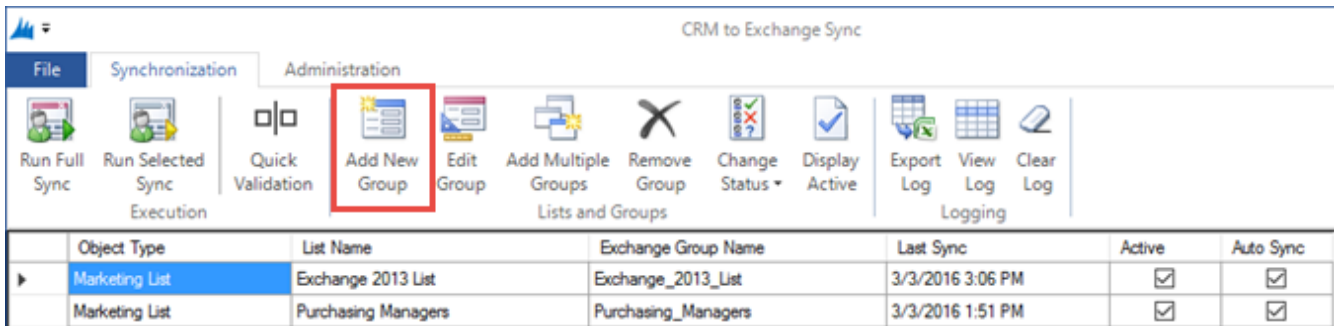 CRM to Exchange Sync
File Synchronization Administration
Run Full Run Selected Quick Add New Edit Add Multiple Remove Change Display Export View Clear
Sync Sync Validation Group Group Groups Group Status Active Log Log Log
Execution Lists and Groups Logging
Object Type List Name Exchange Group Name Last Sync Active Auto Sync
Marketing List Exchange 2013 List Exchange_2013_List 3/3/2016 3:06 PM
Marketing List Purchasing Managers Purchasing_Managers 3/3/2016 1:51 PM